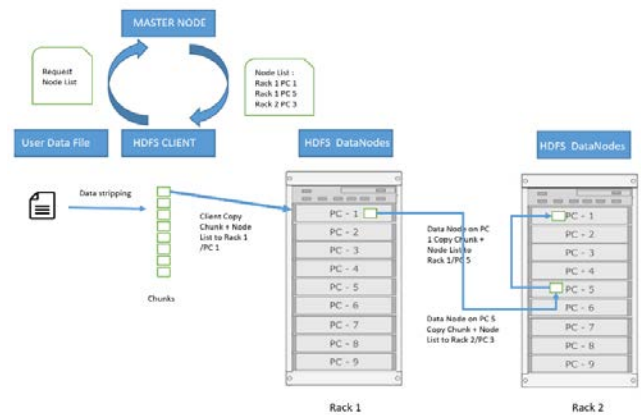 MASTER NODE
Request
Node List
Node List :
Rack 1 PC 1
Rack 1 PC 5
Rack 2 PC 3
User Data File
HDFS CLIENT
HDFS DataNodes
HDFS DataNodes
Data stripping
Client Copy
Chunk + Node
List to Rack 1
/PC 1
Chunks
PC - 1
PC - 2
PC - 3
PC - 4
PC - 5
PC - 6
PC - 7
PC - 8
PC - 9
Rack 1
Data Node on PC
1 Copy Chunk +
Node List to
Rack 1/PC 5
Data Node on PC 5
Copy Chunk + Node
List to Rack 2/PC 3
PC - 1
PC - 2
PC - 3
PC - 4
PC - 5
PC - 6
PC - 7
PC - 8
PC - 9
Rack 2